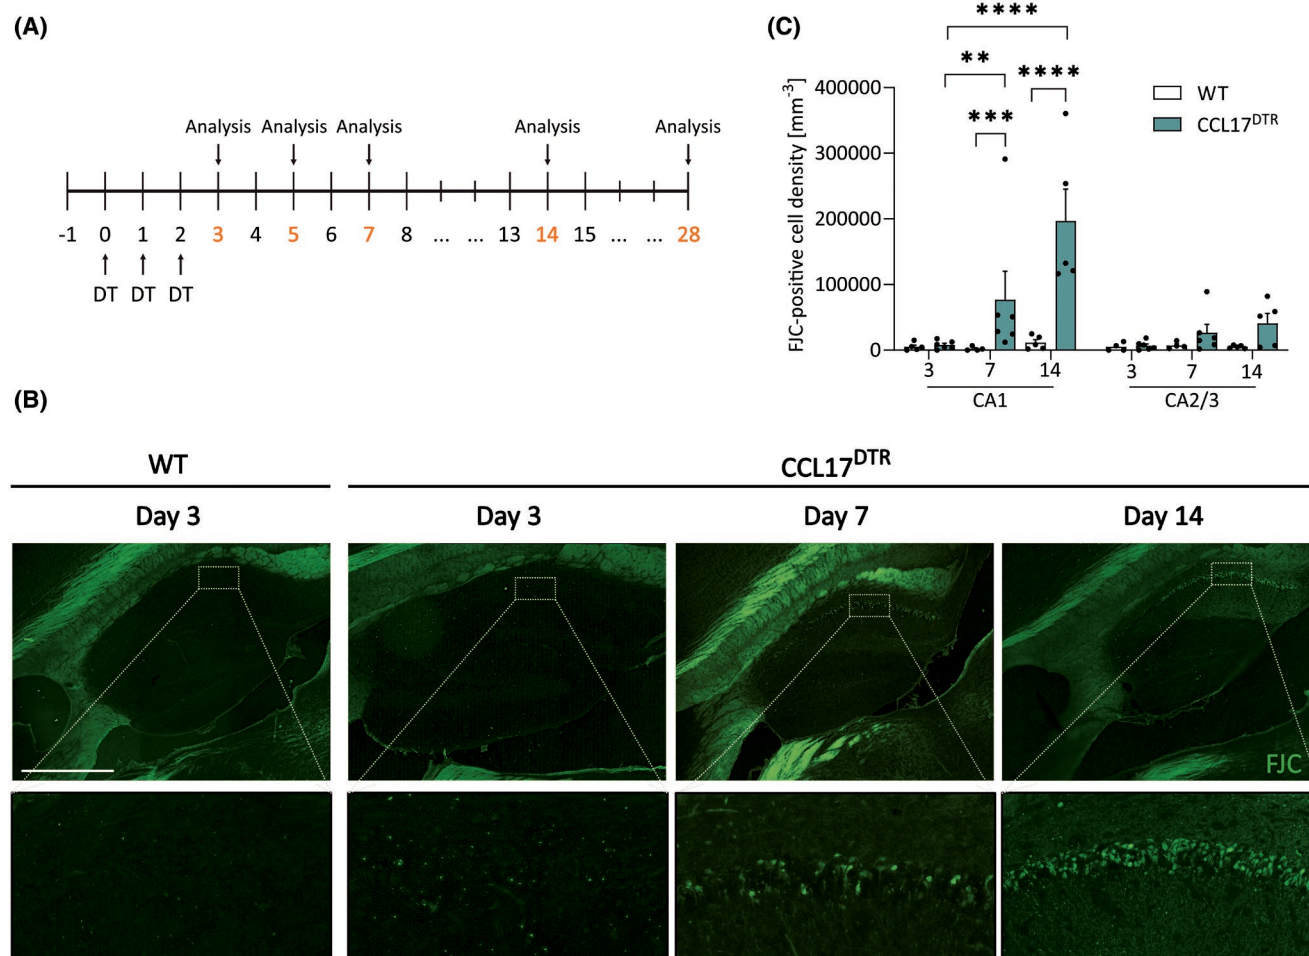 (A)
Analysis Analysis Analysis Analysis Analysis
-1 0 1 2 3 4 5 6 7 8 ... ... 13 14 15 ... ... 28
DT DT DT
(C)
****
** ****
***
FJC-positive cell density [mm⁻³]
400000
300000
200000
100000
0
WT
CCL17ᴰᵀᴿ
3 7 14 3 7 14
CA1 CA2/3
(B)
WT CCL17ᴰᵀᴿ
Day 3 Day 3 Day 7 Day 14
FJC